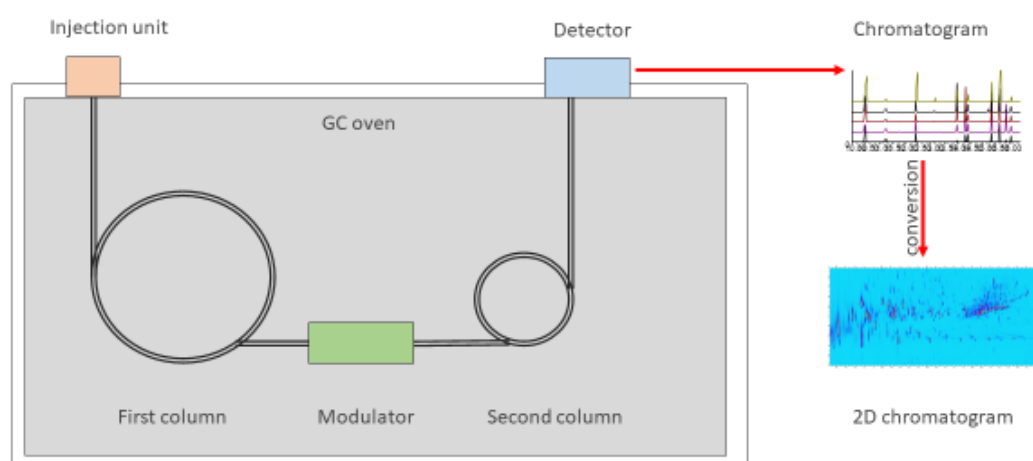 Injection unit
Detector
Chromatogram
GC oven
conversion
First column
Modulator
Second column
2D chromatogram